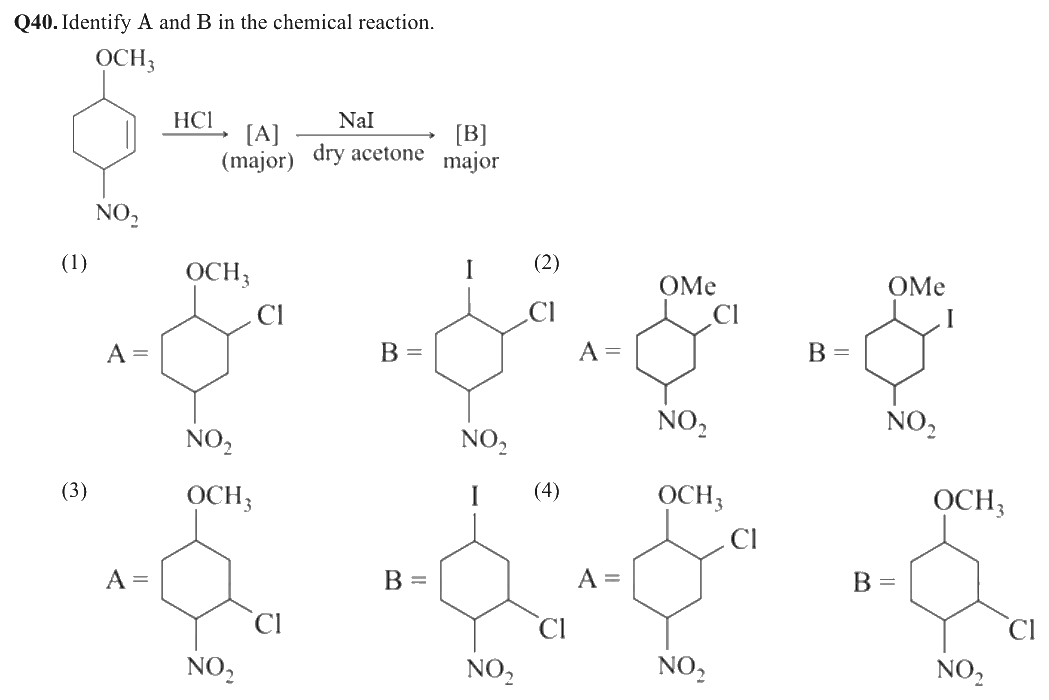 Q40. Identify A and B in the chemical reaction.
OCH₃
HCl [A] NaI [B]
(major) dry acetone major
NO₂
(1) OCH₃ I (2) OMe OMe
Cl Cl Cl I
A = B = A = B =
NO₂ NO₂ NO₂ NO₂
(3) OCH₃ I (4) OCH₃ OCH₃
Cl
A = B = A = B =
Cl Cl Cl
NO₂ NO₂ NO₂ NO₂